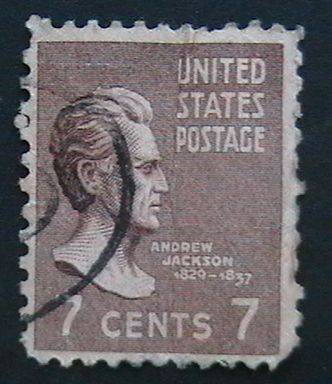 UNITED
STATES
POSTAGE
ANDREW
JACKSON
1829-1837
7 CENTS 7